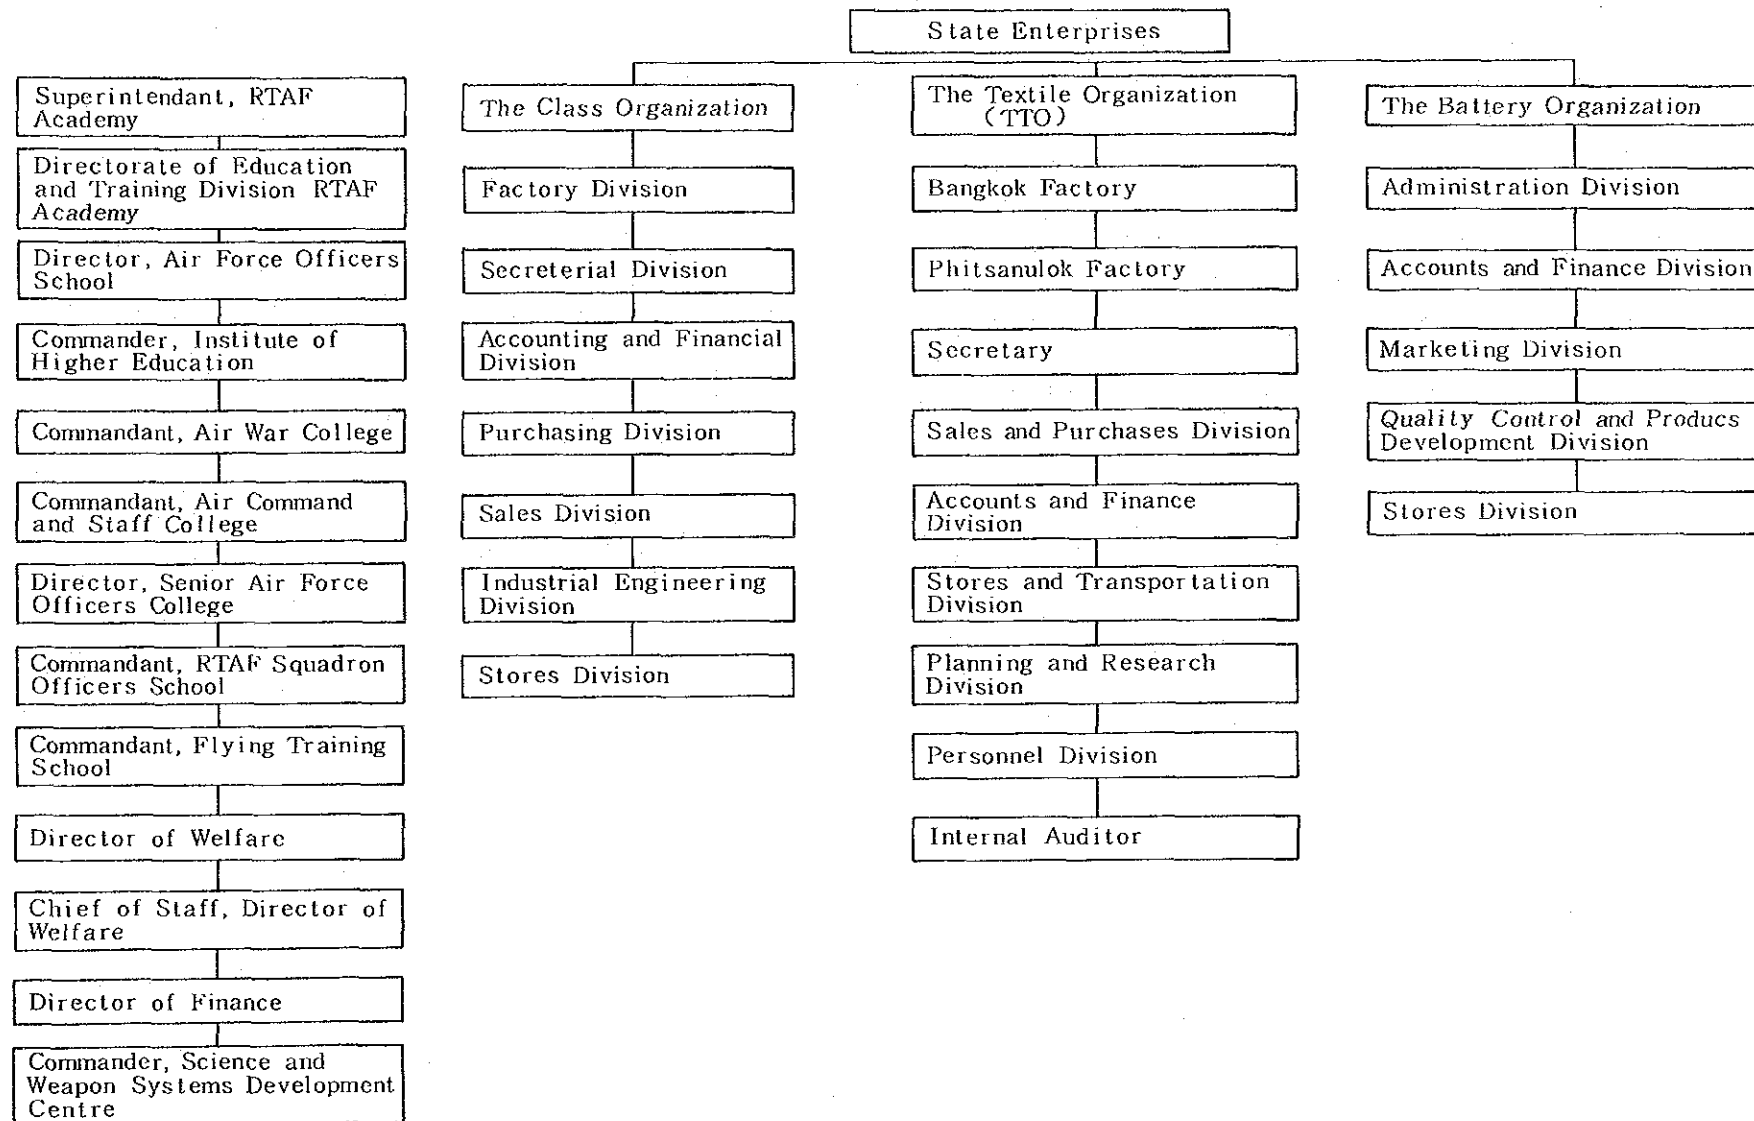 State Enterprises
Superintendant, RTAF
Academy
Directorate of Education
and Training Division RTAF
Academy
Director, Air Force Officers
School
Commander, Institute of
Higher Education
Commandant, Air War College
Commandant, Air Command
and Staff College
Director, Senior Air Force
Officers College
Commandant, RTAF Squadron
Officers School
Commandant, Flying Training
School
Director of Welfare
Chief of Staff, Director of
Welfare
Director of Finance
Commander, Science and
Weapon Systems Development
Centre
The Class Organization
Factory Division
Secreterial Division
Accounting and Financial
Division
Purchasing Division
Sales Division
Industrial Engineering
Division
Stores Division
The Textile Organization
(TTO)
Bangkok Factory
Phitsanulok Factory
Secretary
Sales and Purchases Division
Accounts and Finance
Division
Stores and Transportation
Division
Planning and Research
Division
Personnel Division
Internal Auditor
The Battery Organization
Administration Division
Accounts and Finance Division
Marketing Division
Quality Control and Producs
Development Division
Stores Division